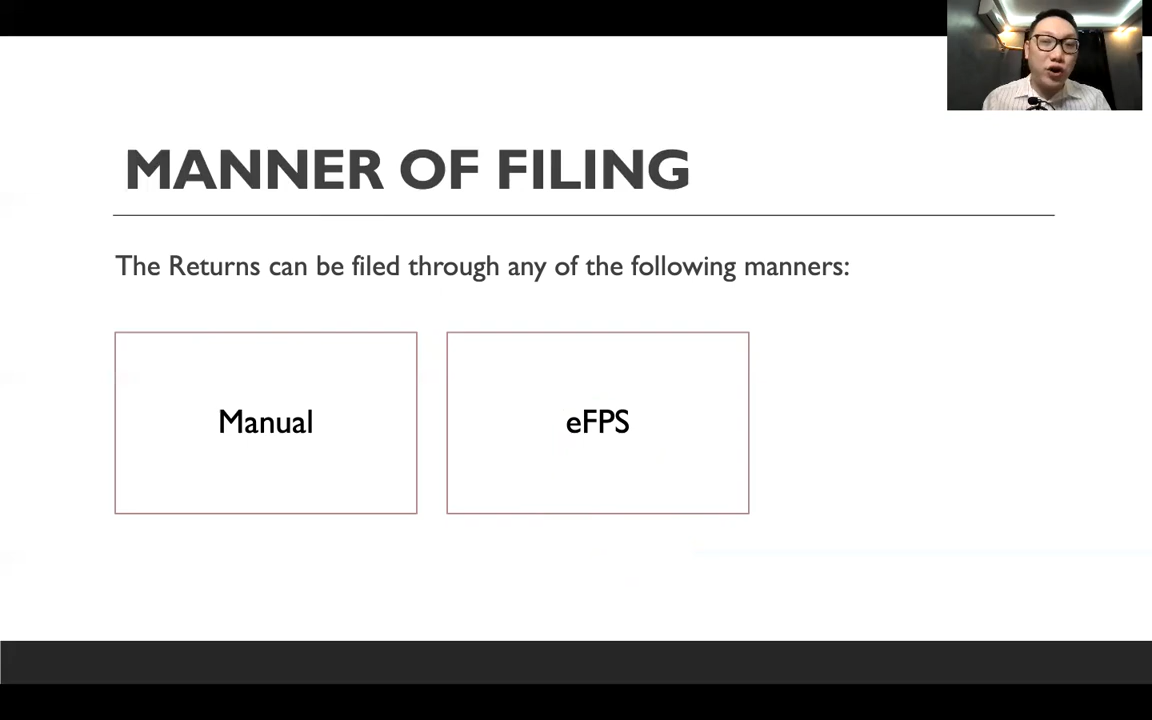 MANNER OF FILING
The Returns can be filed through any of the following manners:
Manual
eFPS